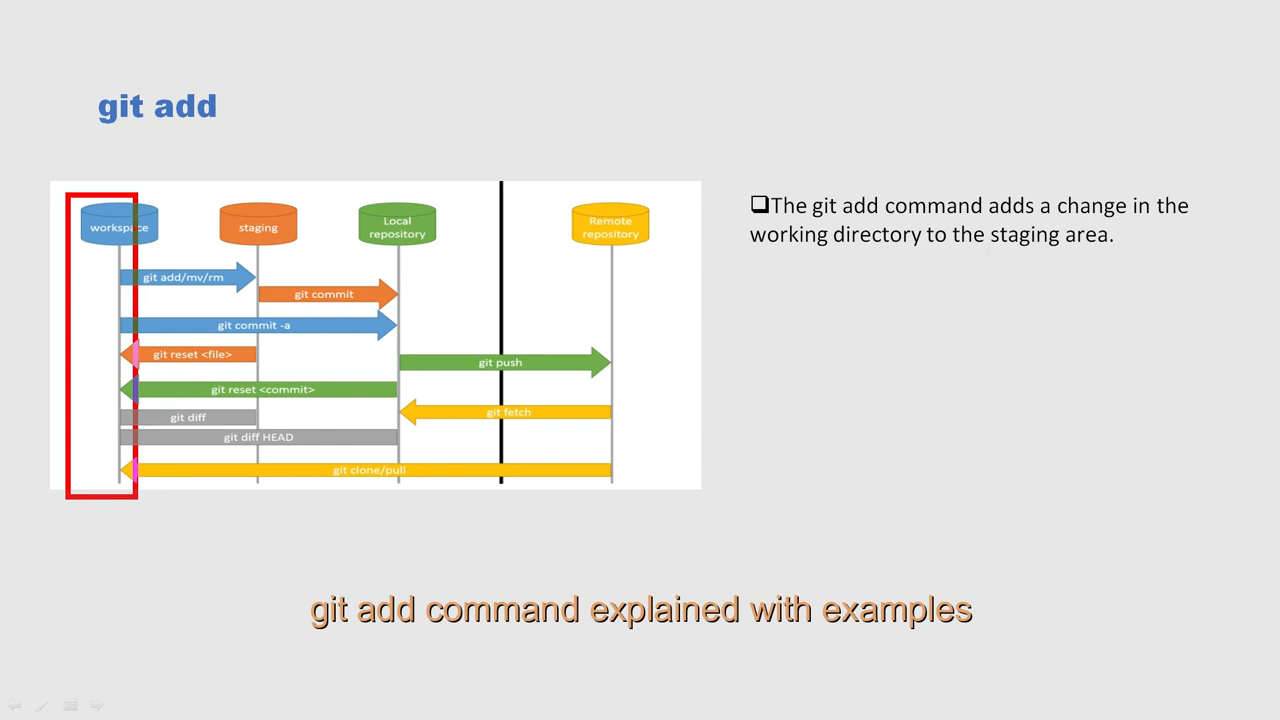 git add
workspace
staging
Local
repository
Remote
repository
git add/mv/rm
git commit
git commit -a
git reset <file>
git push
git reset <commit>
git fetch
git diff
git diff HEAD
git clone/pull
❑The git add command adds a change in the
working directory to the staging area.
git add command explained with examples